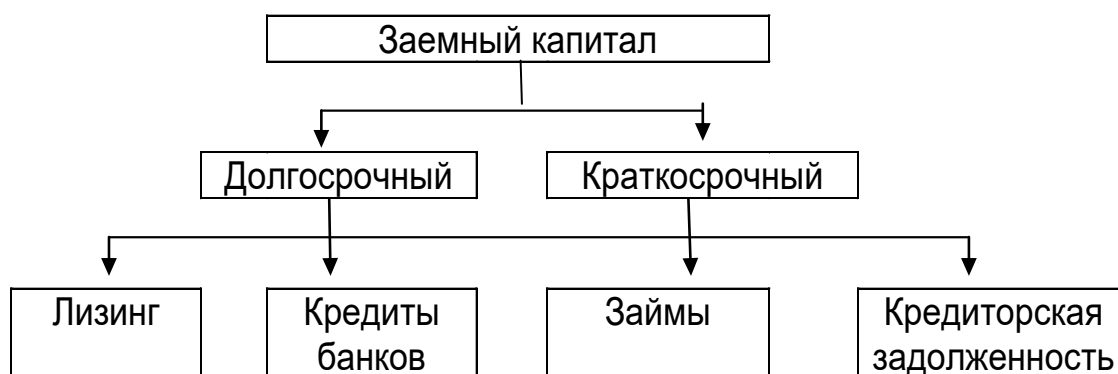 Заемный капитал
Долгосрочный
Краткосрочный
Лизинг
Кредиты
банков
Займы
Кредиторская
задолженность